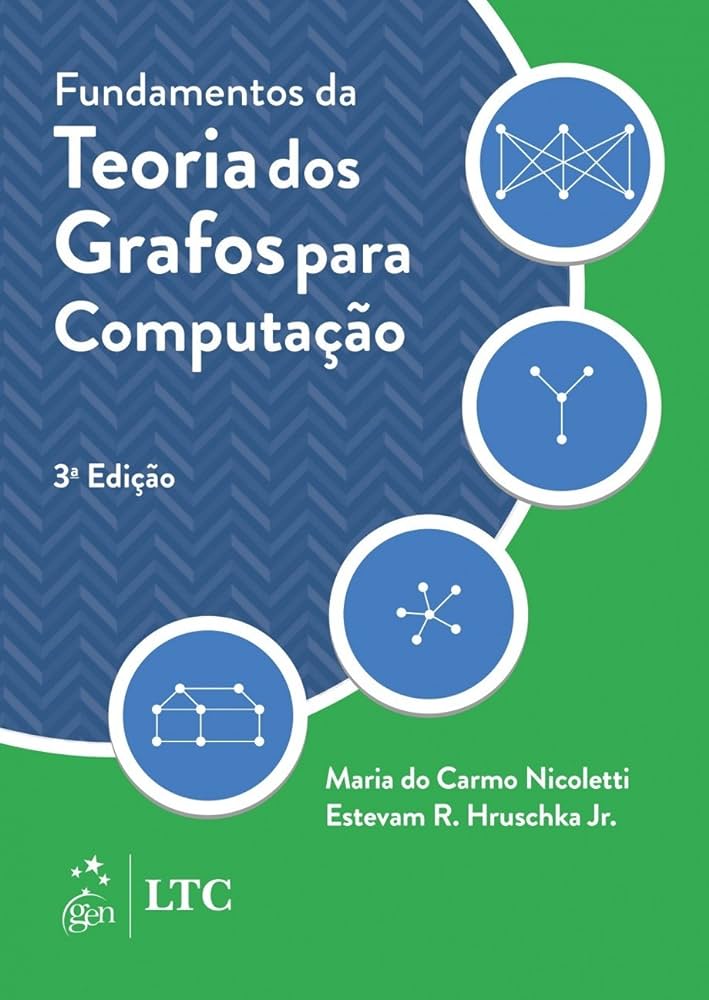 Fundamentos da
Teoria dos
Grafos para
Computação
3ª Edição
Maria do Carmo Nicoletti
Estevam R. Hruschka Jr.
gen
LTC